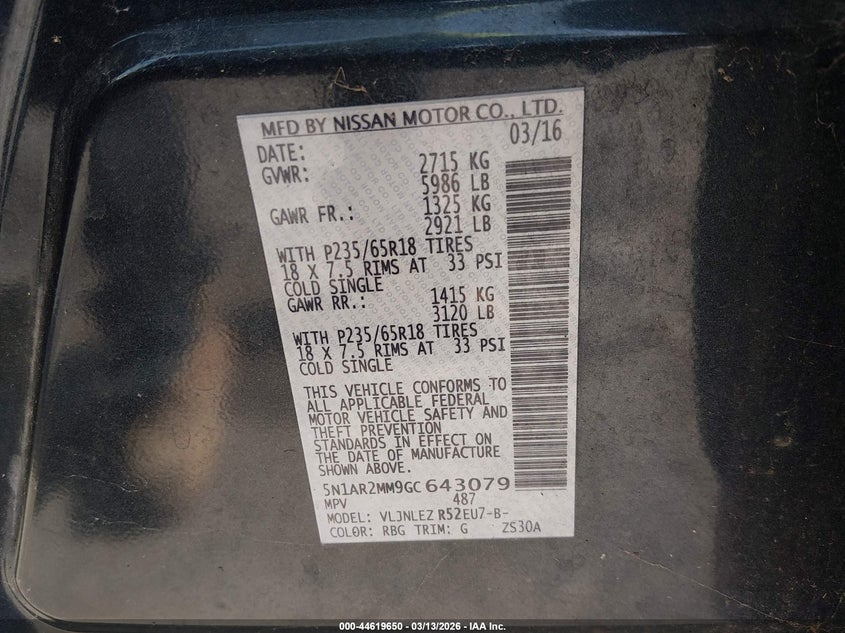 MFD BY NISSAN MOTOR CO., LTD.
DATE: 03/16
GVWR: 2715 KG
5986 LB
GAWR FR.: 1325 KG
2921 LB
WITH P235/65R18 TIRES
18 X 7.5 RIMS AT 33 PSI
COLD SINGLE
GAWR RR.: 1415 KG
3120 LB
WITH P235/65R18 TIRES
18 X 7.5 RIMS AT 33 PSI
COLD SINGLE
THIS VEHICLE CONFORMS TO
ALL APPLICABLE FEDERAL
MOTOR VEHICLE SAFETY AND
THEFT PREVENTION
STANDARDS IN EFFECT ON
THE DATE OF MANUFACTURE
SHOWN ABOVE.
5N1AR2MM9GC643079
MPV 487
MODEL: VLJNLEZ R52EU7-B-
COLOR: RBG TRIM: G ZS30A
000-44619650 - 03/13/2026 - IAA Inc.